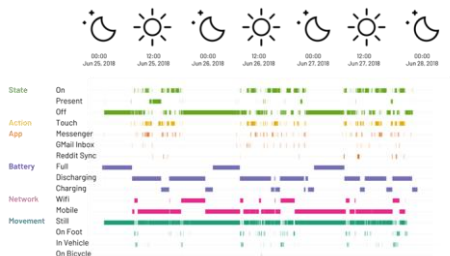 00:00 12:00 00:00 12:00 00:00 12:00 00:00
Jun 25, 2018 Jun 25, 2018 Jun 26, 2018 Jun 26, 2018 Jun 27, 2018 Jun 27, 2018 Jun 28, 2018
State On
Present
Off
Action Touch
App Messenger
GMail Inbox
Reddit Sync
Battery Full
Discharging
Charging
Network Wifi
Mobile
Movement Still
On Foot
In Vehicle
On Bicycle